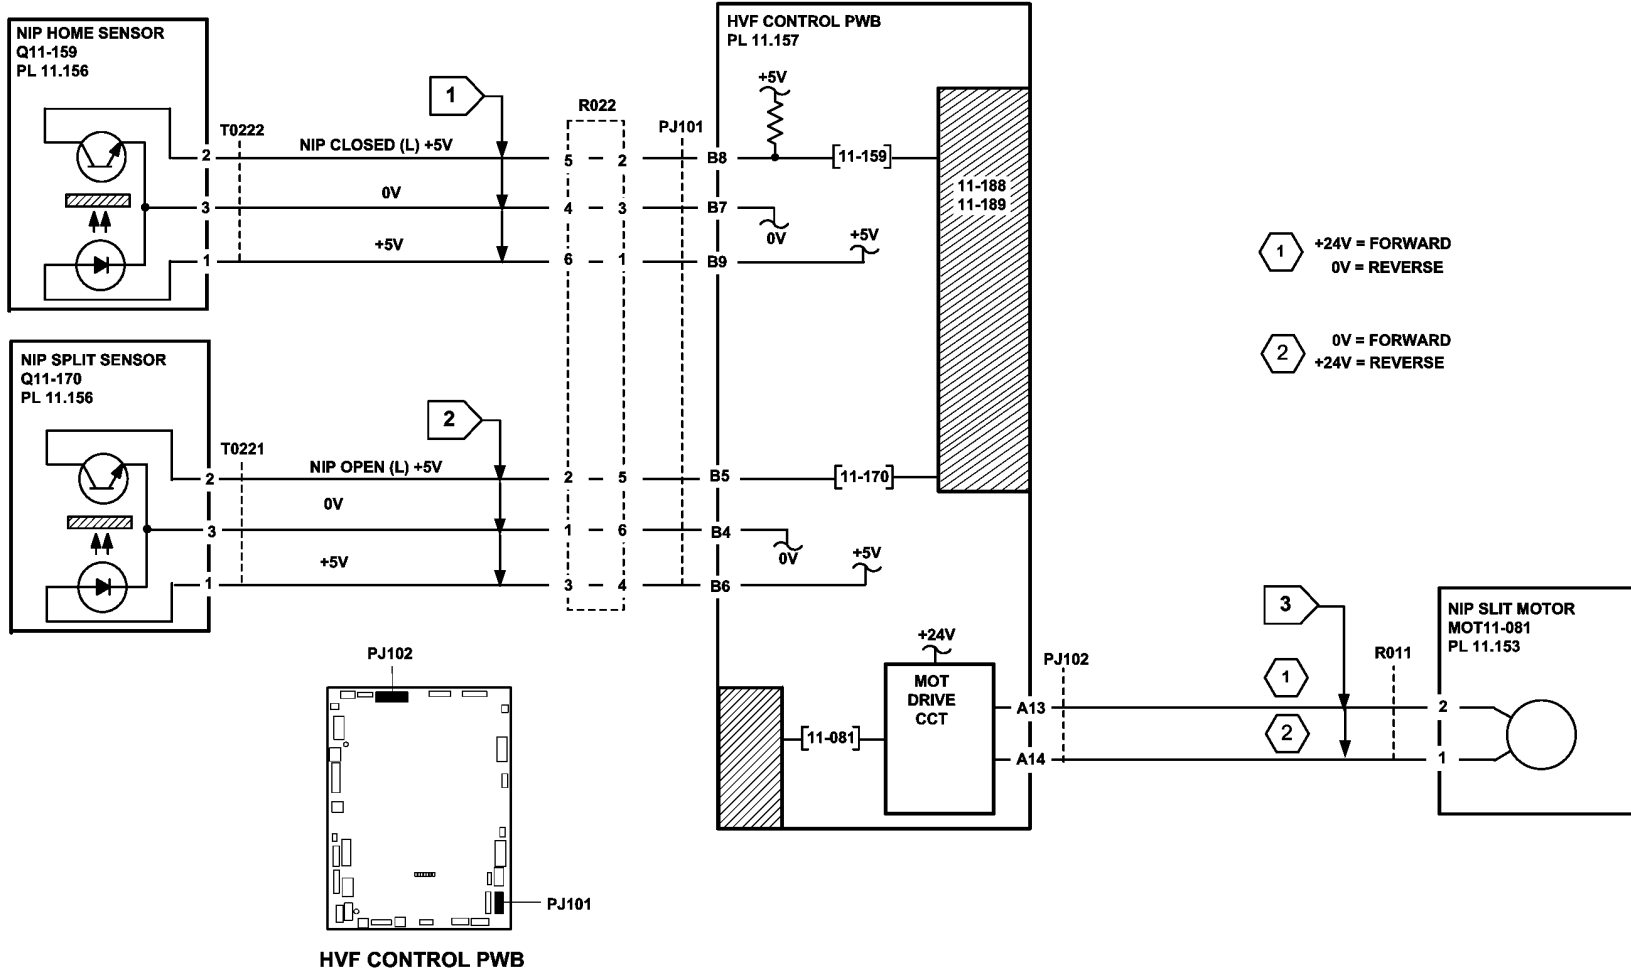 NIP HOME SENSOR
Q11-159
PL 11.156
T0222
2
3
1
NIP CLOSED (L) +5V
0V
+5V
1
R022
5 2
4 3
6 1
PJ101
B8
B7
B9
HVF CONTROL PWB
PL 11.157
+5V
11-159
0V
+5V
11-188
11-189
1
+24V = FORWARD
0V = REVERSE
2
0V = FORWARD
+24V = REVERSE
NIP SPLIT SENSOR
Q11-170
PL 11.156
T0221
2
3
1
NIP OPEN (L) +5V
0V
+5V
2
2 5
1 6
3 4
B5
B4
B6
11-170
0V
+5V
+24V
MOT
DRIVE
CCT
11-081
A13
A14
PJ102
1
2
3
R011
2
1
NIP SLIT MOTOR
MOT11-081
PL 11.153
PJ102
PJ101
HVF CONTROL PWB